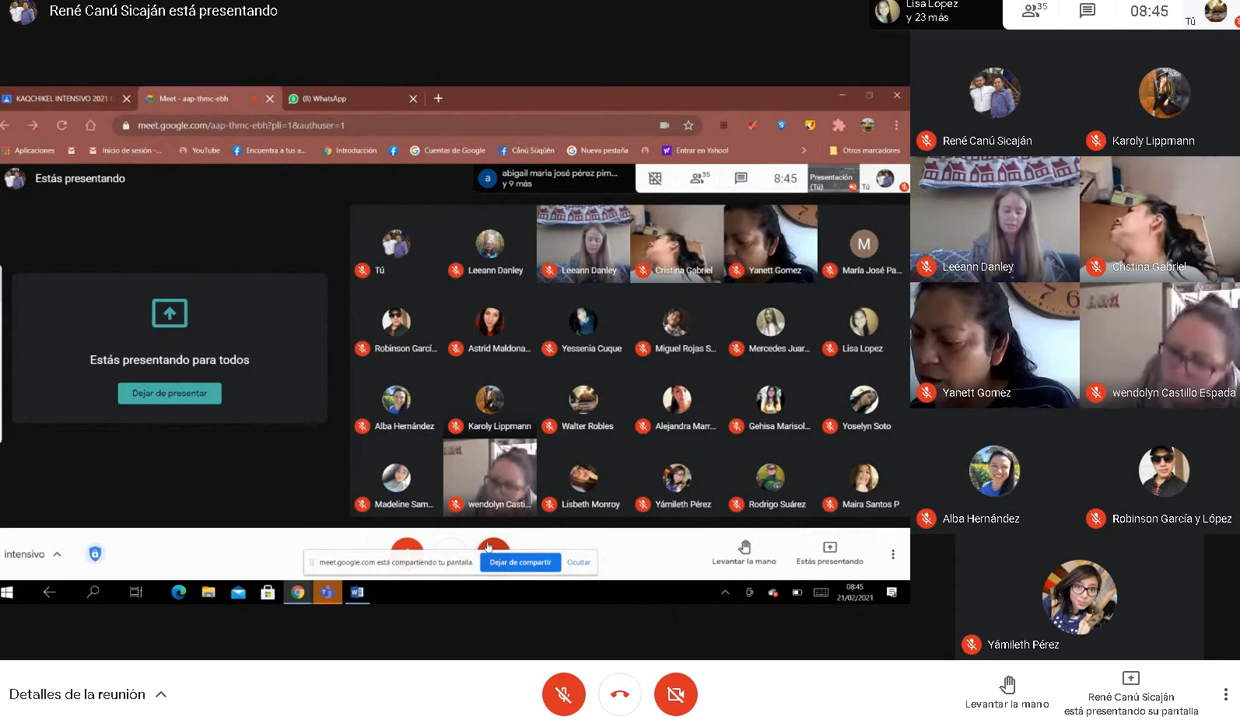 René Canú Sicaján está presentando
Lisa Lopez
y 23 más
35
08:45
Tú
KAQCHIKEL INTENSIVO 2021
Meet - aap-thmc-ebh
(8) WhatsApp
meet.google.com/aap-thmc-ebh?pli=1&authuser=1
Aplicaciones
Inicio de sesión -...
YouTube
Encuentra a tus a...
Introducción
Cuentas de Google
Cânü Süqüën
Nueva pestaña
Entrar en Yahoo!
Otros marcadores
Estás presentando
abigail maria josé pérez pim...
y 9 más
35
8:45
Presentación
(Tú)
Tú
Estás presentando para todos
Dejar de presentar
Tú
Leeann Danley
Leeann Danley
Cristina Gabriel
Yanett Gomez
M
María José Pa...
Robinson Garcí...
Astrid Maldona...
Yessenia Cuque
Miguel Rojas S...
Mercedes Juar...
Lisa Lopez
Alba Hernández
Karoly Lippmann
Walter Robles
Alejandra Marr...
Gehisa Marisol...
Yoselyn Soto
Madeline Sam...
wendolyn Casti...
Lisbeth Monroy
Yámileth Pérez
Rodrigo Suárez
Maira Santos P
intensivo
meet.google.com está compartiendo tu pantalla.
Dejar de compartir
Ocultar
Levantar la mano
Estás presentando
08:45
21/02/2021
René Canú Sicaján
Karoly Lippmann
Leeann Danley
Cristina Gabriel
Yanett Gomez
wendolyn Castillo Espada
Alba Hernández
Robinson García y López
Yámileth Pérez
Detalles de la reunión
Levantar la mano
René Canú Sicaján
está presentando su pantalla